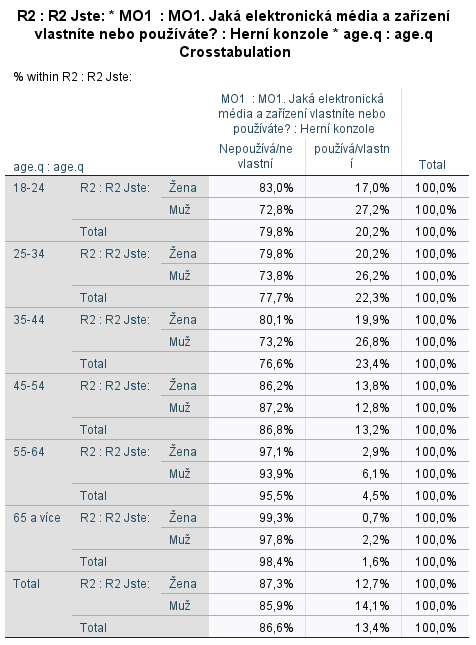 R2 : R2 Jste: * MO1  : MO1. Jaká elektronická média a zařízení
vlastníte nebo používáte? : Herní konzole * age.q : age.q
Crosstabulation
% within R2 : R2 Jste:
MO1  : MO1. Jaká elektronická
média a zařízení vlastníte nebo
používáte? : Herní konzole
age.q : age.q Nepoužívá/ne používá/vlastn Total
vlastní í
18-24 R2 : R2 Jste: Žena 83,0% 17,0% 100,0%
Muž 72,8% 27,2% 100,0%
Total 79,8% 20,2% 100,0%
25-34 R2 : R2 Jste: Žena 79,8% 20,2% 100,0%
Muž 73,8% 26,2% 100,0%
Total 77,7% 22,3% 100,0%
35-44 R2 : R2 Jste: Žena 80,1% 19,9% 100,0%
Muž 73,2% 26,8% 100,0%
Total 76,6% 23,4% 100,0%
45-54 R2 : R2 Jste: Žena 86,2% 13,8% 100,0%
Muž 87,2% 12,8% 100,0%
Total 86,8% 13,2% 100,0%
55-64 R2 : R2 Jste: Žena 97,1% 2,9% 100,0%
Muž 93,9% 6,1% 100,0%
Total 95,5% 4,5% 100,0%
65 a více R2 : R2 Jste: Žena 99,3% 0,7% 100,0%
Muž 97,8% 2,2% 100,0%
Total 98,4% 1,6% 100,0%
Total R2 : R2 Jste: Žena 87,3% 12,7% 100,0%
Muž 85,9% 14,1% 100,0%
Total 86,6% 13,4% 100,0%